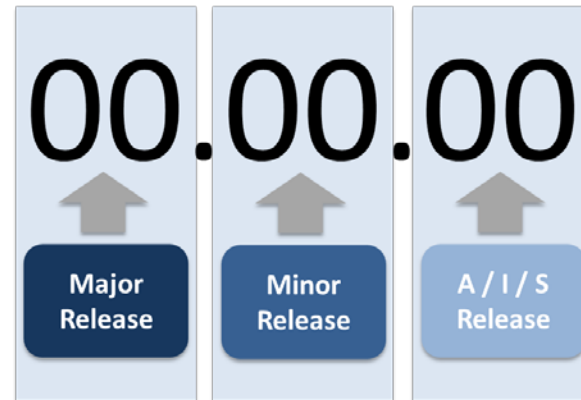 00.00.00
Major
Release
Minor
Release
A / I / S
Release